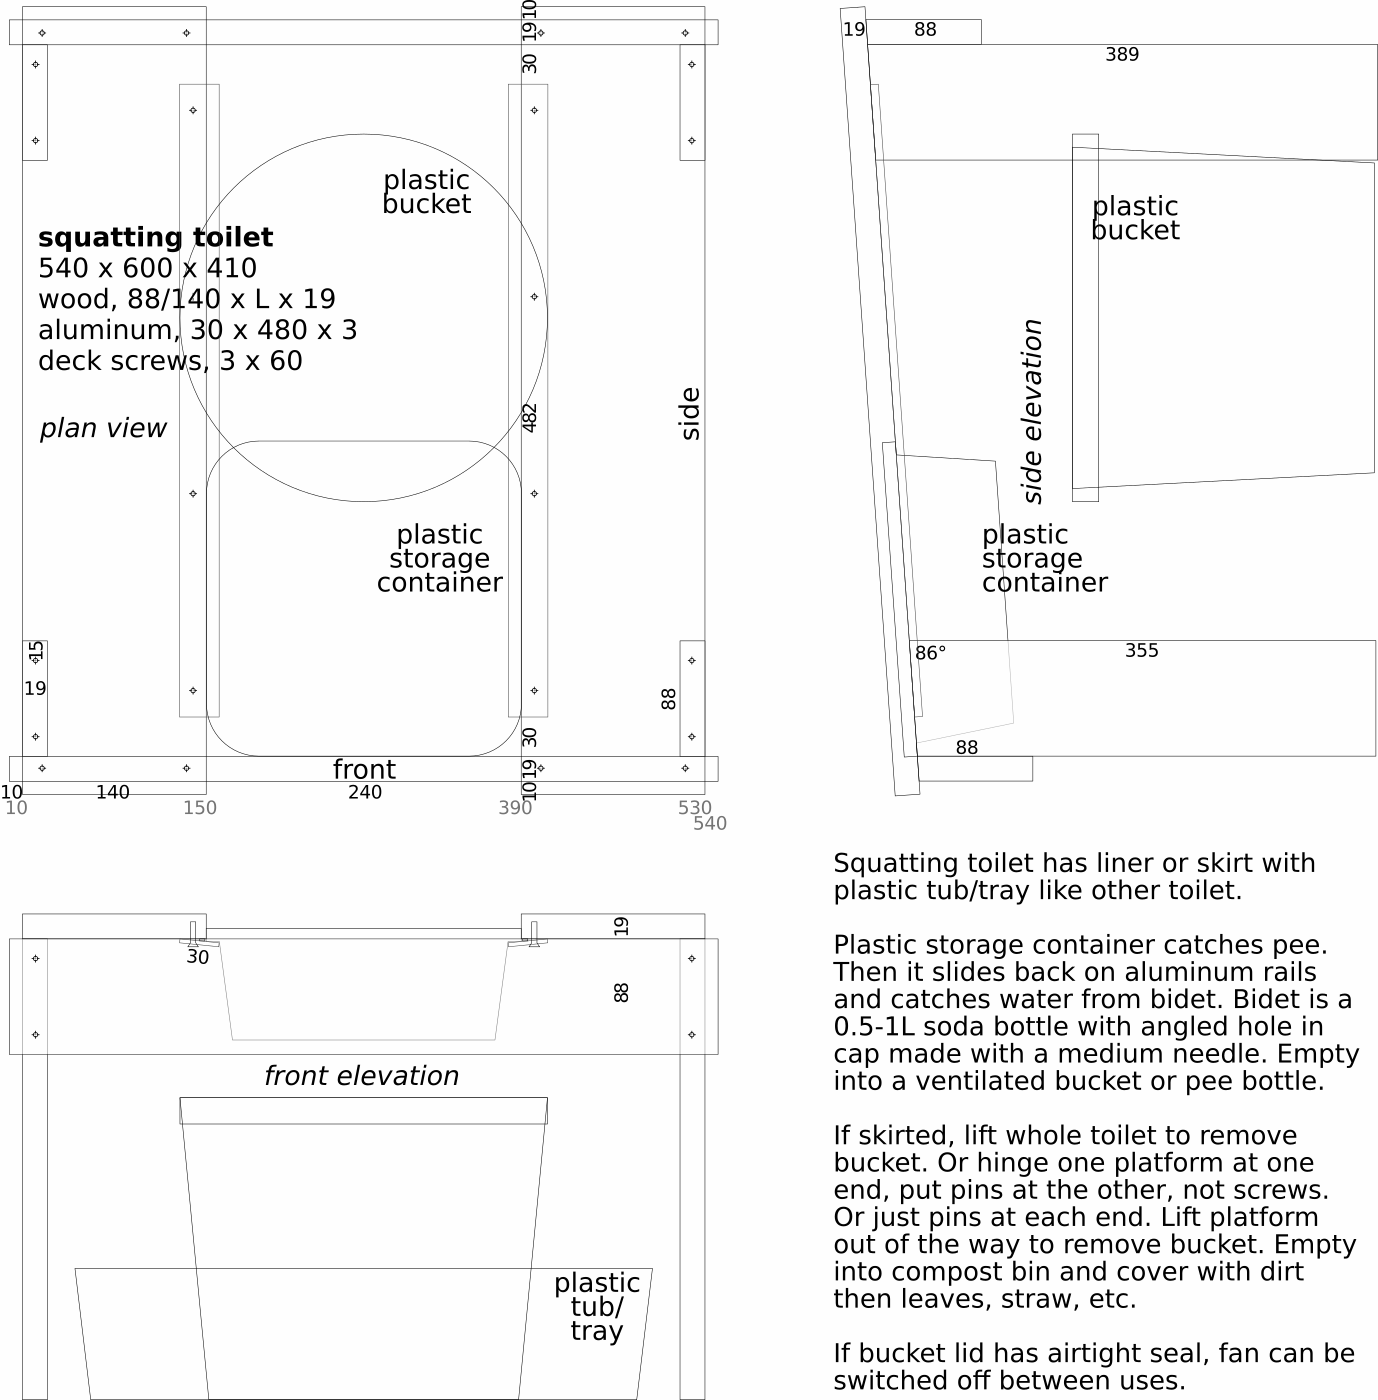 10
19
30
plastic
bucket
squatting toilet
540 x 600 x 410
wood, 88/140 x L x 19
aluminum, 30 x 480 x 3
deck screws, 3 x 60
plan view
482
side
plastic
storage
container
15
19
88
30
front
19
10
10
140
240
10
150
390
530
540
19
88
389
plastic
bucket
side elevation
plastic
storage
container
86°
355
88
19
30
88
front elevation
plastic
tub/
tray
Squatting toilet has liner or skirt with
plastic tub/tray like other toilet.
Plastic storage container catches pee.
Then it slides back on aluminum rails
and catches water from bidet. Bidet is a
0.5-1L soda bottle with angled hole in
cap made with a medium needle. Empty
into a ventilated bucket or pee bottle.
If skirted, lift whole toilet to remove
bucket. Or hinge one platform at one
end, put pins at the other, not screws.
Or just pins at each end. Lift platform
out of the way to remove bucket. Empty
into compost bin and cover with dirt
then leaves, straw, etc.
If bucket lid has airtight seal, fan can be
switched off between uses.